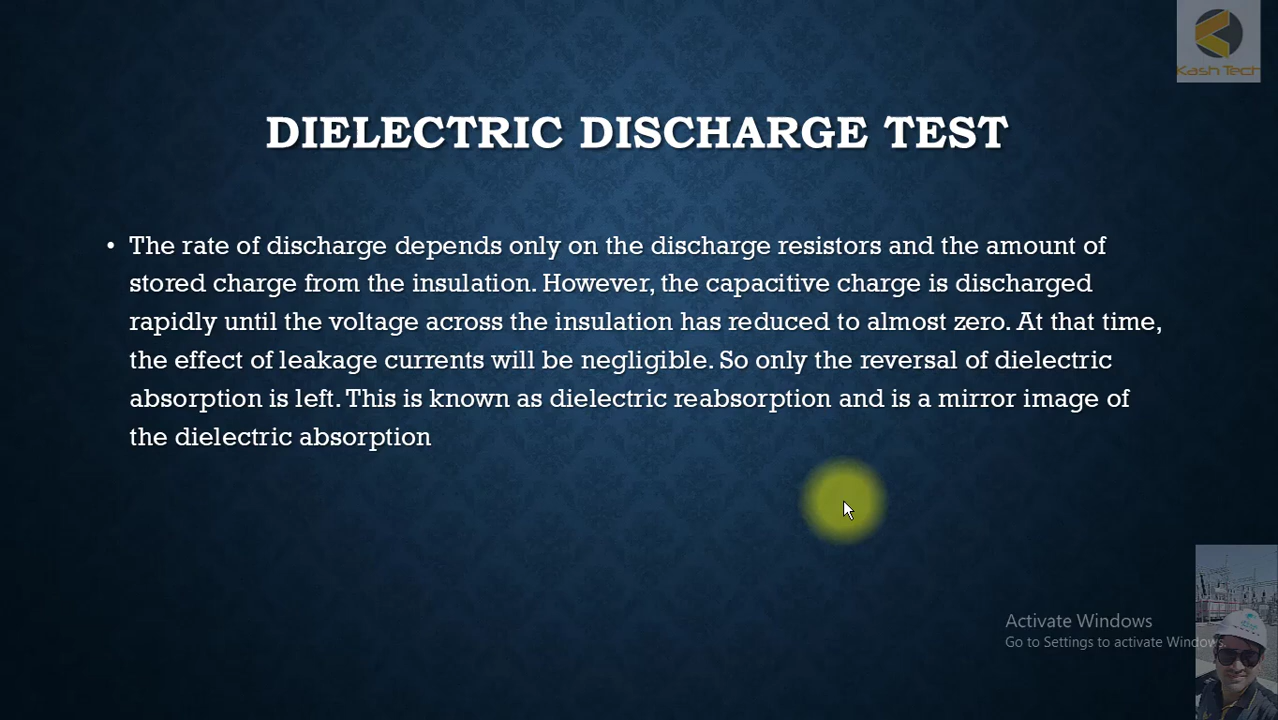 Kash Tech
DIELECTRIC DISCHARGE TEST
• The rate of discharge depends only on the discharge resistors and the amount of
stored charge from the insulation. However, the capacitive charge is discharged
rapidly until the voltage across the insulation has reduced to almost zero. At that time,
the effect of leakage currents will be negligible. So only the reversal of dielectric
absorption is left. This is known as dielectric reabsorption and is a mirror image of
the dielectric absorption
Activate Windows
Go to Settings to activate Windows.